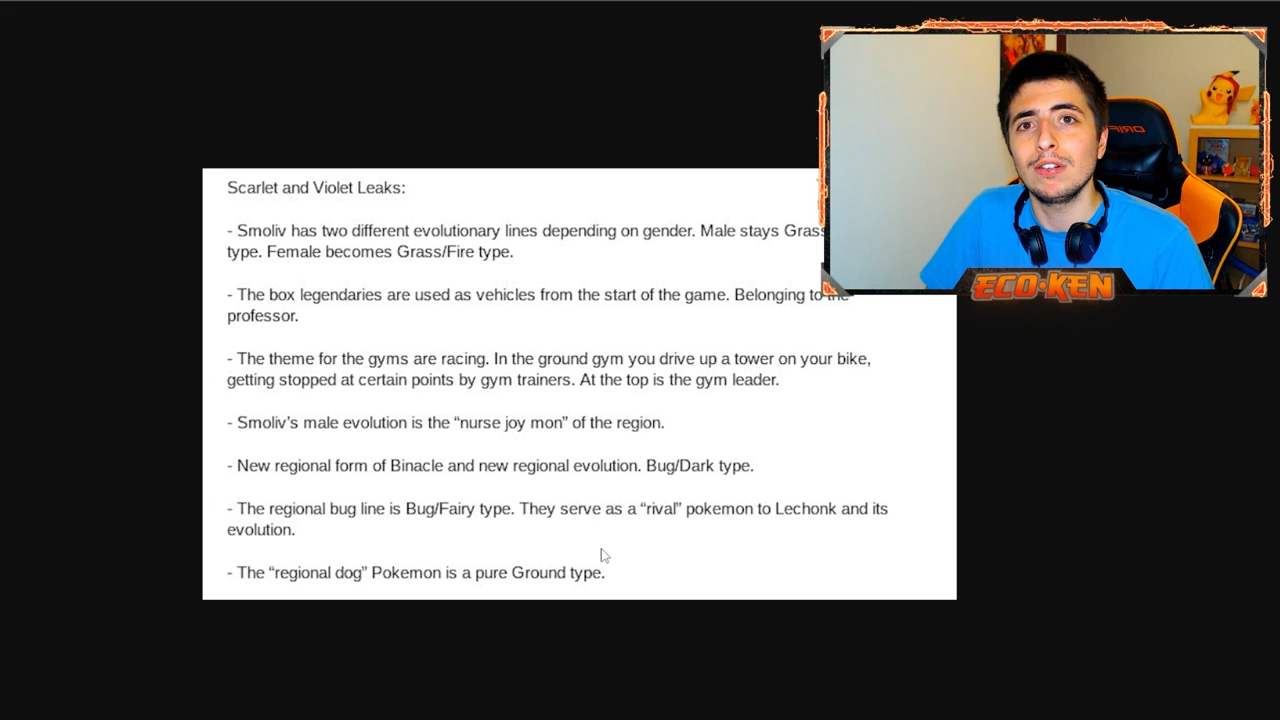 Scarlet and Violet Leaks:
- Smoliv has two different evolutionary lines depending on gender. Male stays Grass
type. Female becomes Grass/Fire type.
- The box legendaries are used as vehicles from the start of the game. Belonging to the
professor.
- The theme for the gyms are racing. In the ground gym you drive up a tower on your bike,
getting stopped at certain points by gym trainers. At the top is the gym leader.
- Smoliv’s male evolution is the “nurse joy mon” of the region.
- New regional form of Binacle and new regional evolution. Bug/Dark type.
- The regional bug line is Bug/Fairy type. They serve as a “rival” pokemon to Lechonk and its
evolution.
- The “regional dog” Pokemon is a pure Ground type.
ECO·KEN